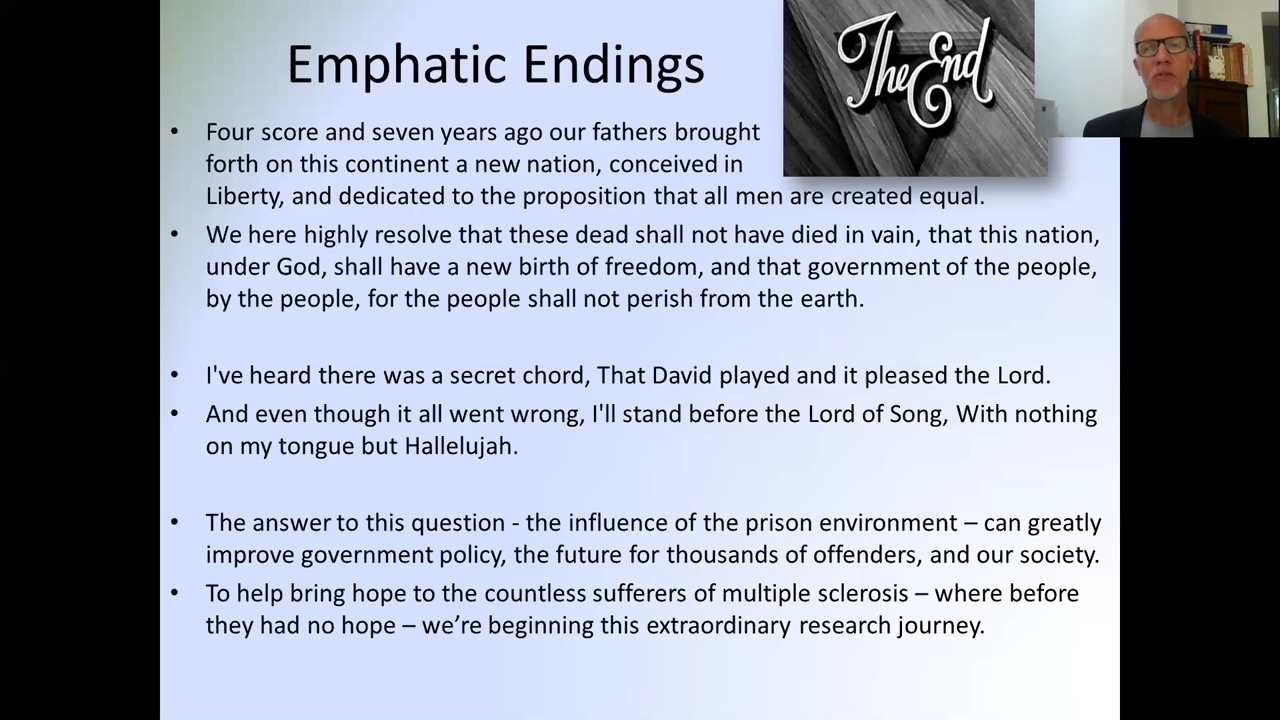 Emphatic Endings
The End
• Four score and seven years ago our fathers brought
forth on this continent a new nation, conceived in
Liberty, and dedicated to the proposition that all men are created equal.
• We here highly resolve that these dead shall not have died in vain, that this nation,
under God, shall have a new birth of freedom, and that government of the people,
by the people, for the people shall not perish from the earth.
• I've heard there was a secret chord, That David played and it pleased the Lord.
• And even though it all went wrong, I'll stand before the Lord of Song, With nothing
on my tongue but Hallelujah.
• The answer to this question - the influence of the prison environment – can greatly
improve government policy, the future for thousands of offenders, and our society.
• To help bring hope to the countless sufferers of multiple sclerosis – where before
they had no hope – we’re beginning this extraordinary research journey.